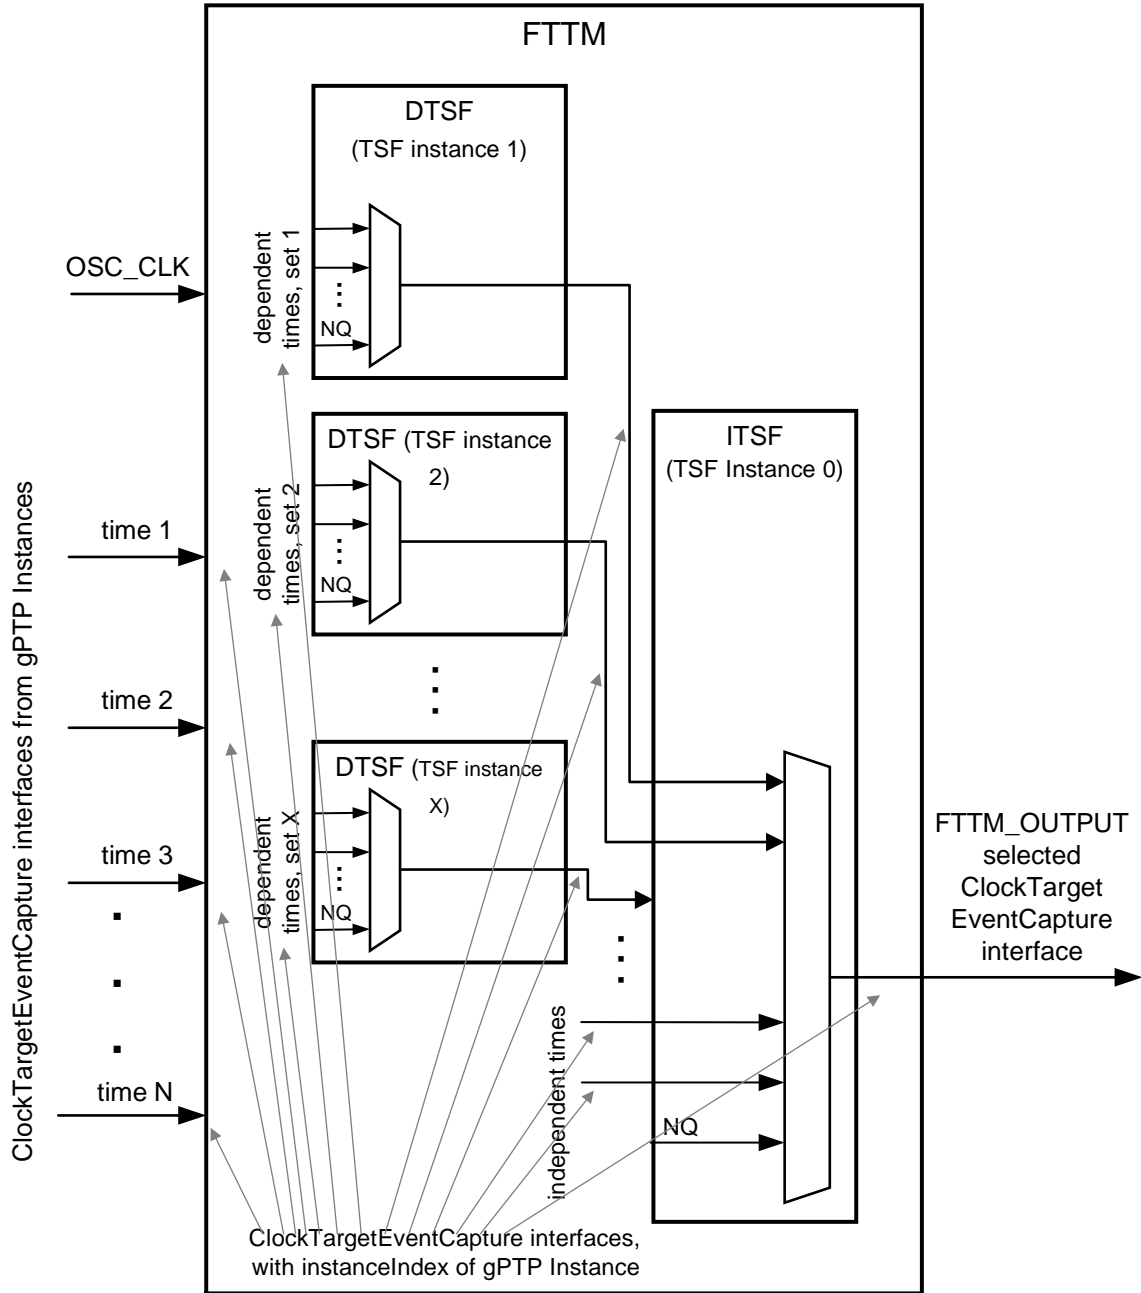 FTTM
DTSF
(TSF instance 1)
dependent
times, set 1
NQ
OSC_CLK
DTSF (TSF instance
2)
dependent
times, set 2
NQ
ITSF
(TSF Instance 0)
ClockTargetEventCapture interfaces from gPTP Instances
time 1
time 2
time 3
time N
DTSF (TSF instance
X)
dependent
times, set X
NQ
independent times
NQ
FTTM_OUTPUT
selected
ClockTarget
EventCapture
interface
ClockTargetEventCapture interfaces,
with instanceIndex of gPTP Instance